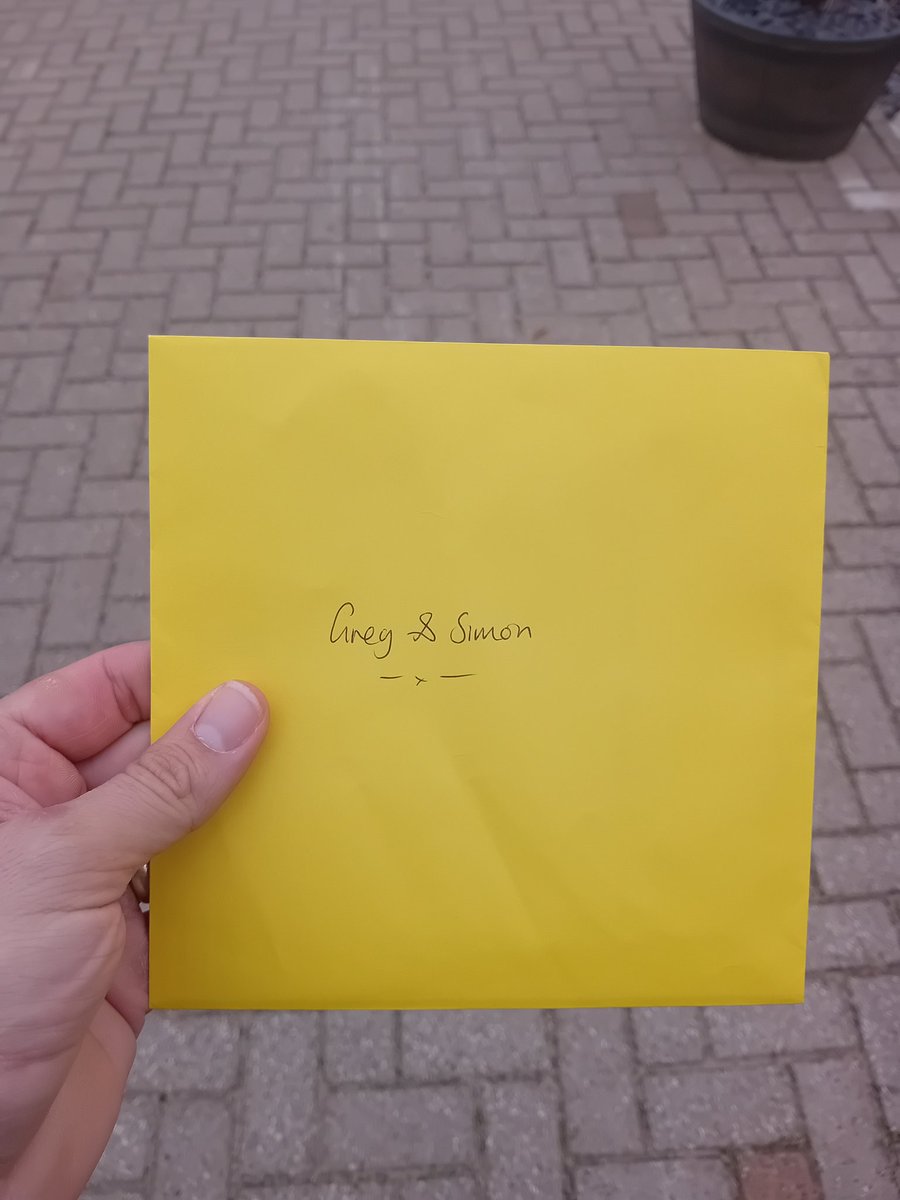 Greg & Simon
- x -